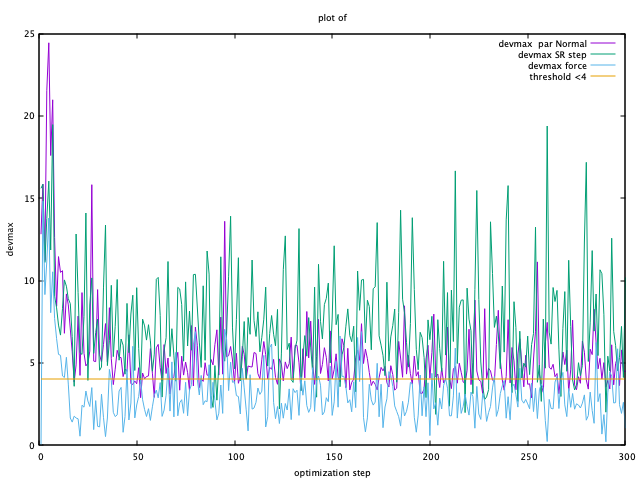 plot of
devmax  par Normal
devmax SR step
devmax force
threshold <4
25
20
15
10
5
0
devmax
0 50 100 150 200 250 300
optimization step